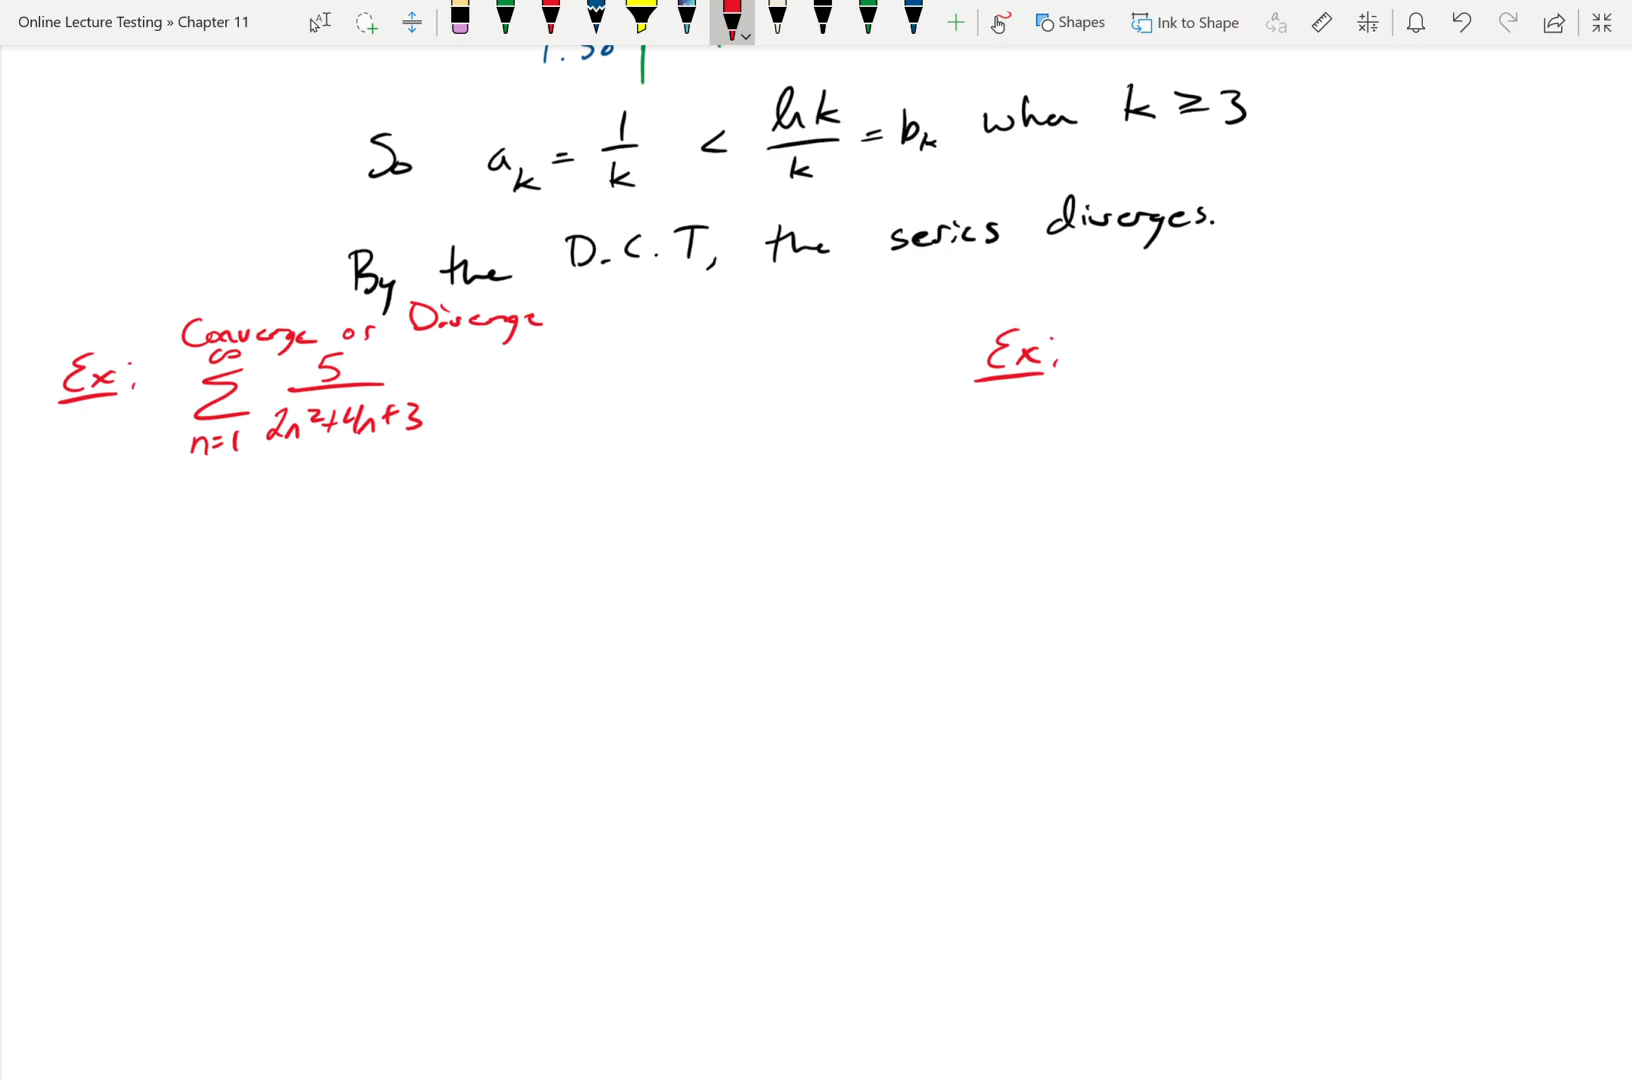 Online Lecture Testing » Chapter 11 Shapes Ink to Shape
So a_k = 1/k < ln k/k = b_k when k ≥ 3
By the D.C.T, the series diverges.
Converge or Diverge
Ex: ∑_{n=1}^{∞} 5/(2n²+4n+3)
Ex: